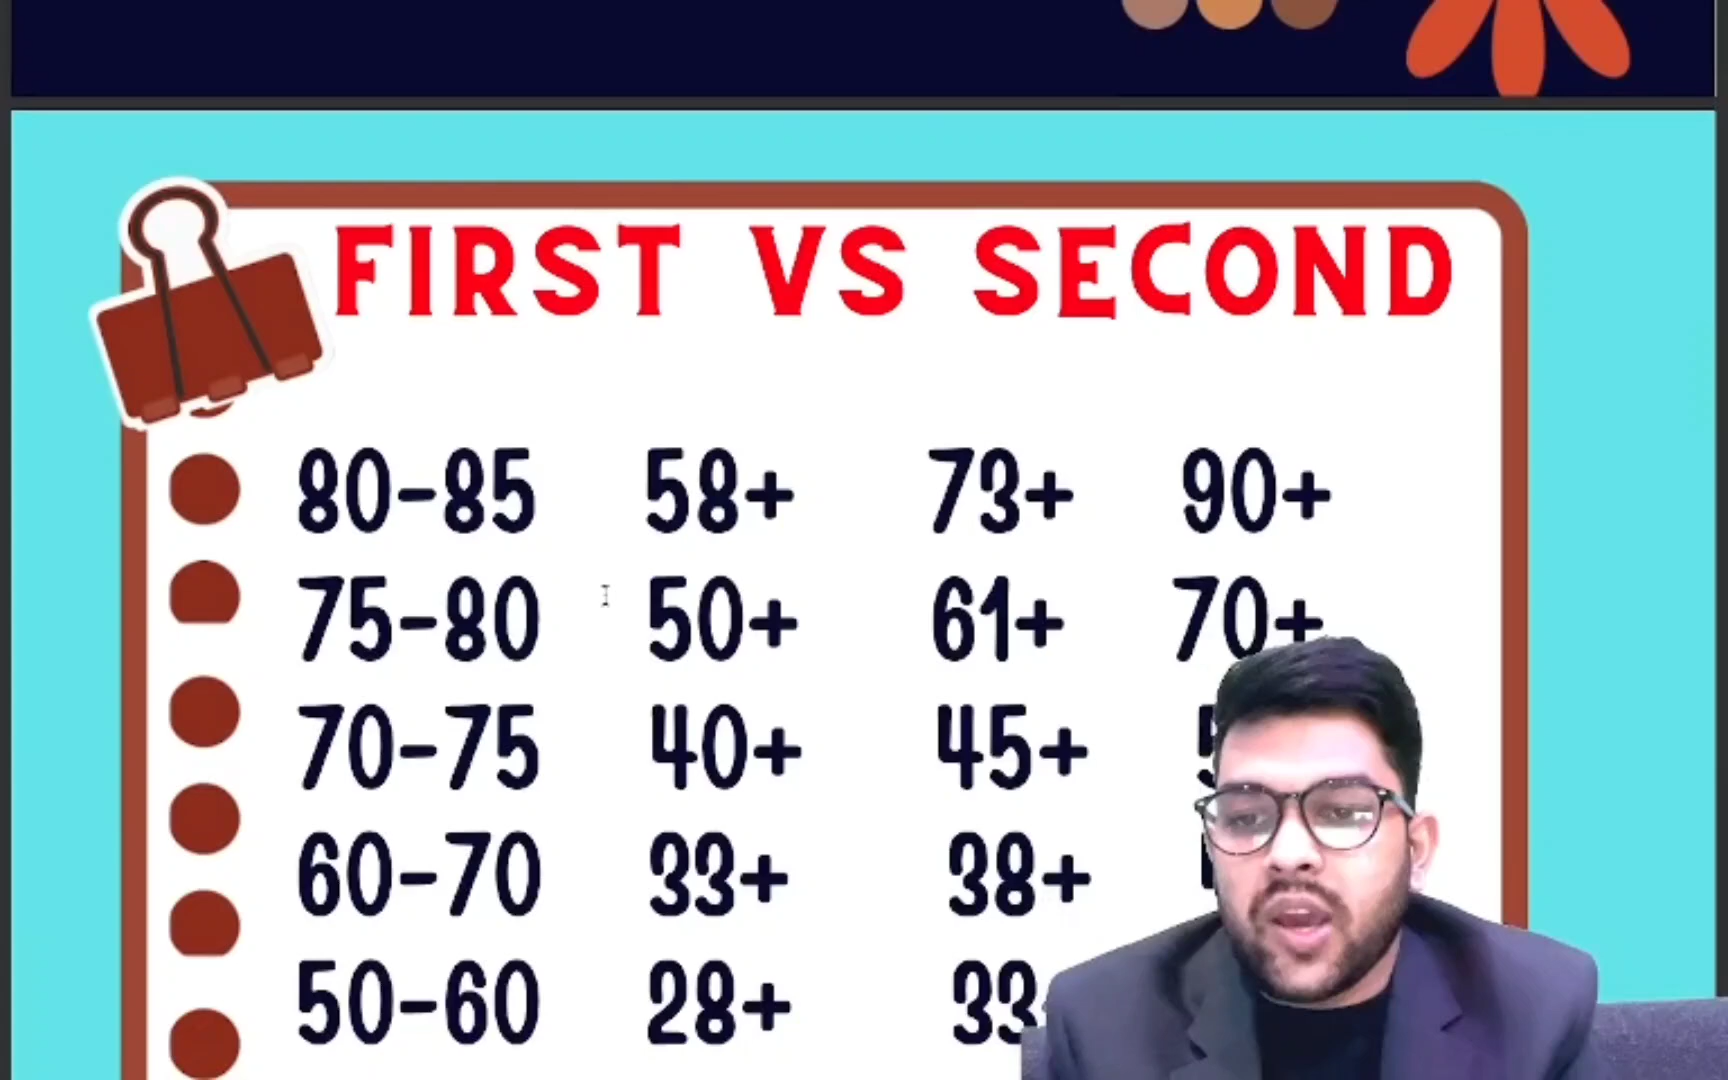 FIRST VS SECOND
80-85 58+ 73+ 90+
75-80 50+ 61+ 70+
70-75 40+ 45+
60-70 33+ 38+
50-60 28+ 33